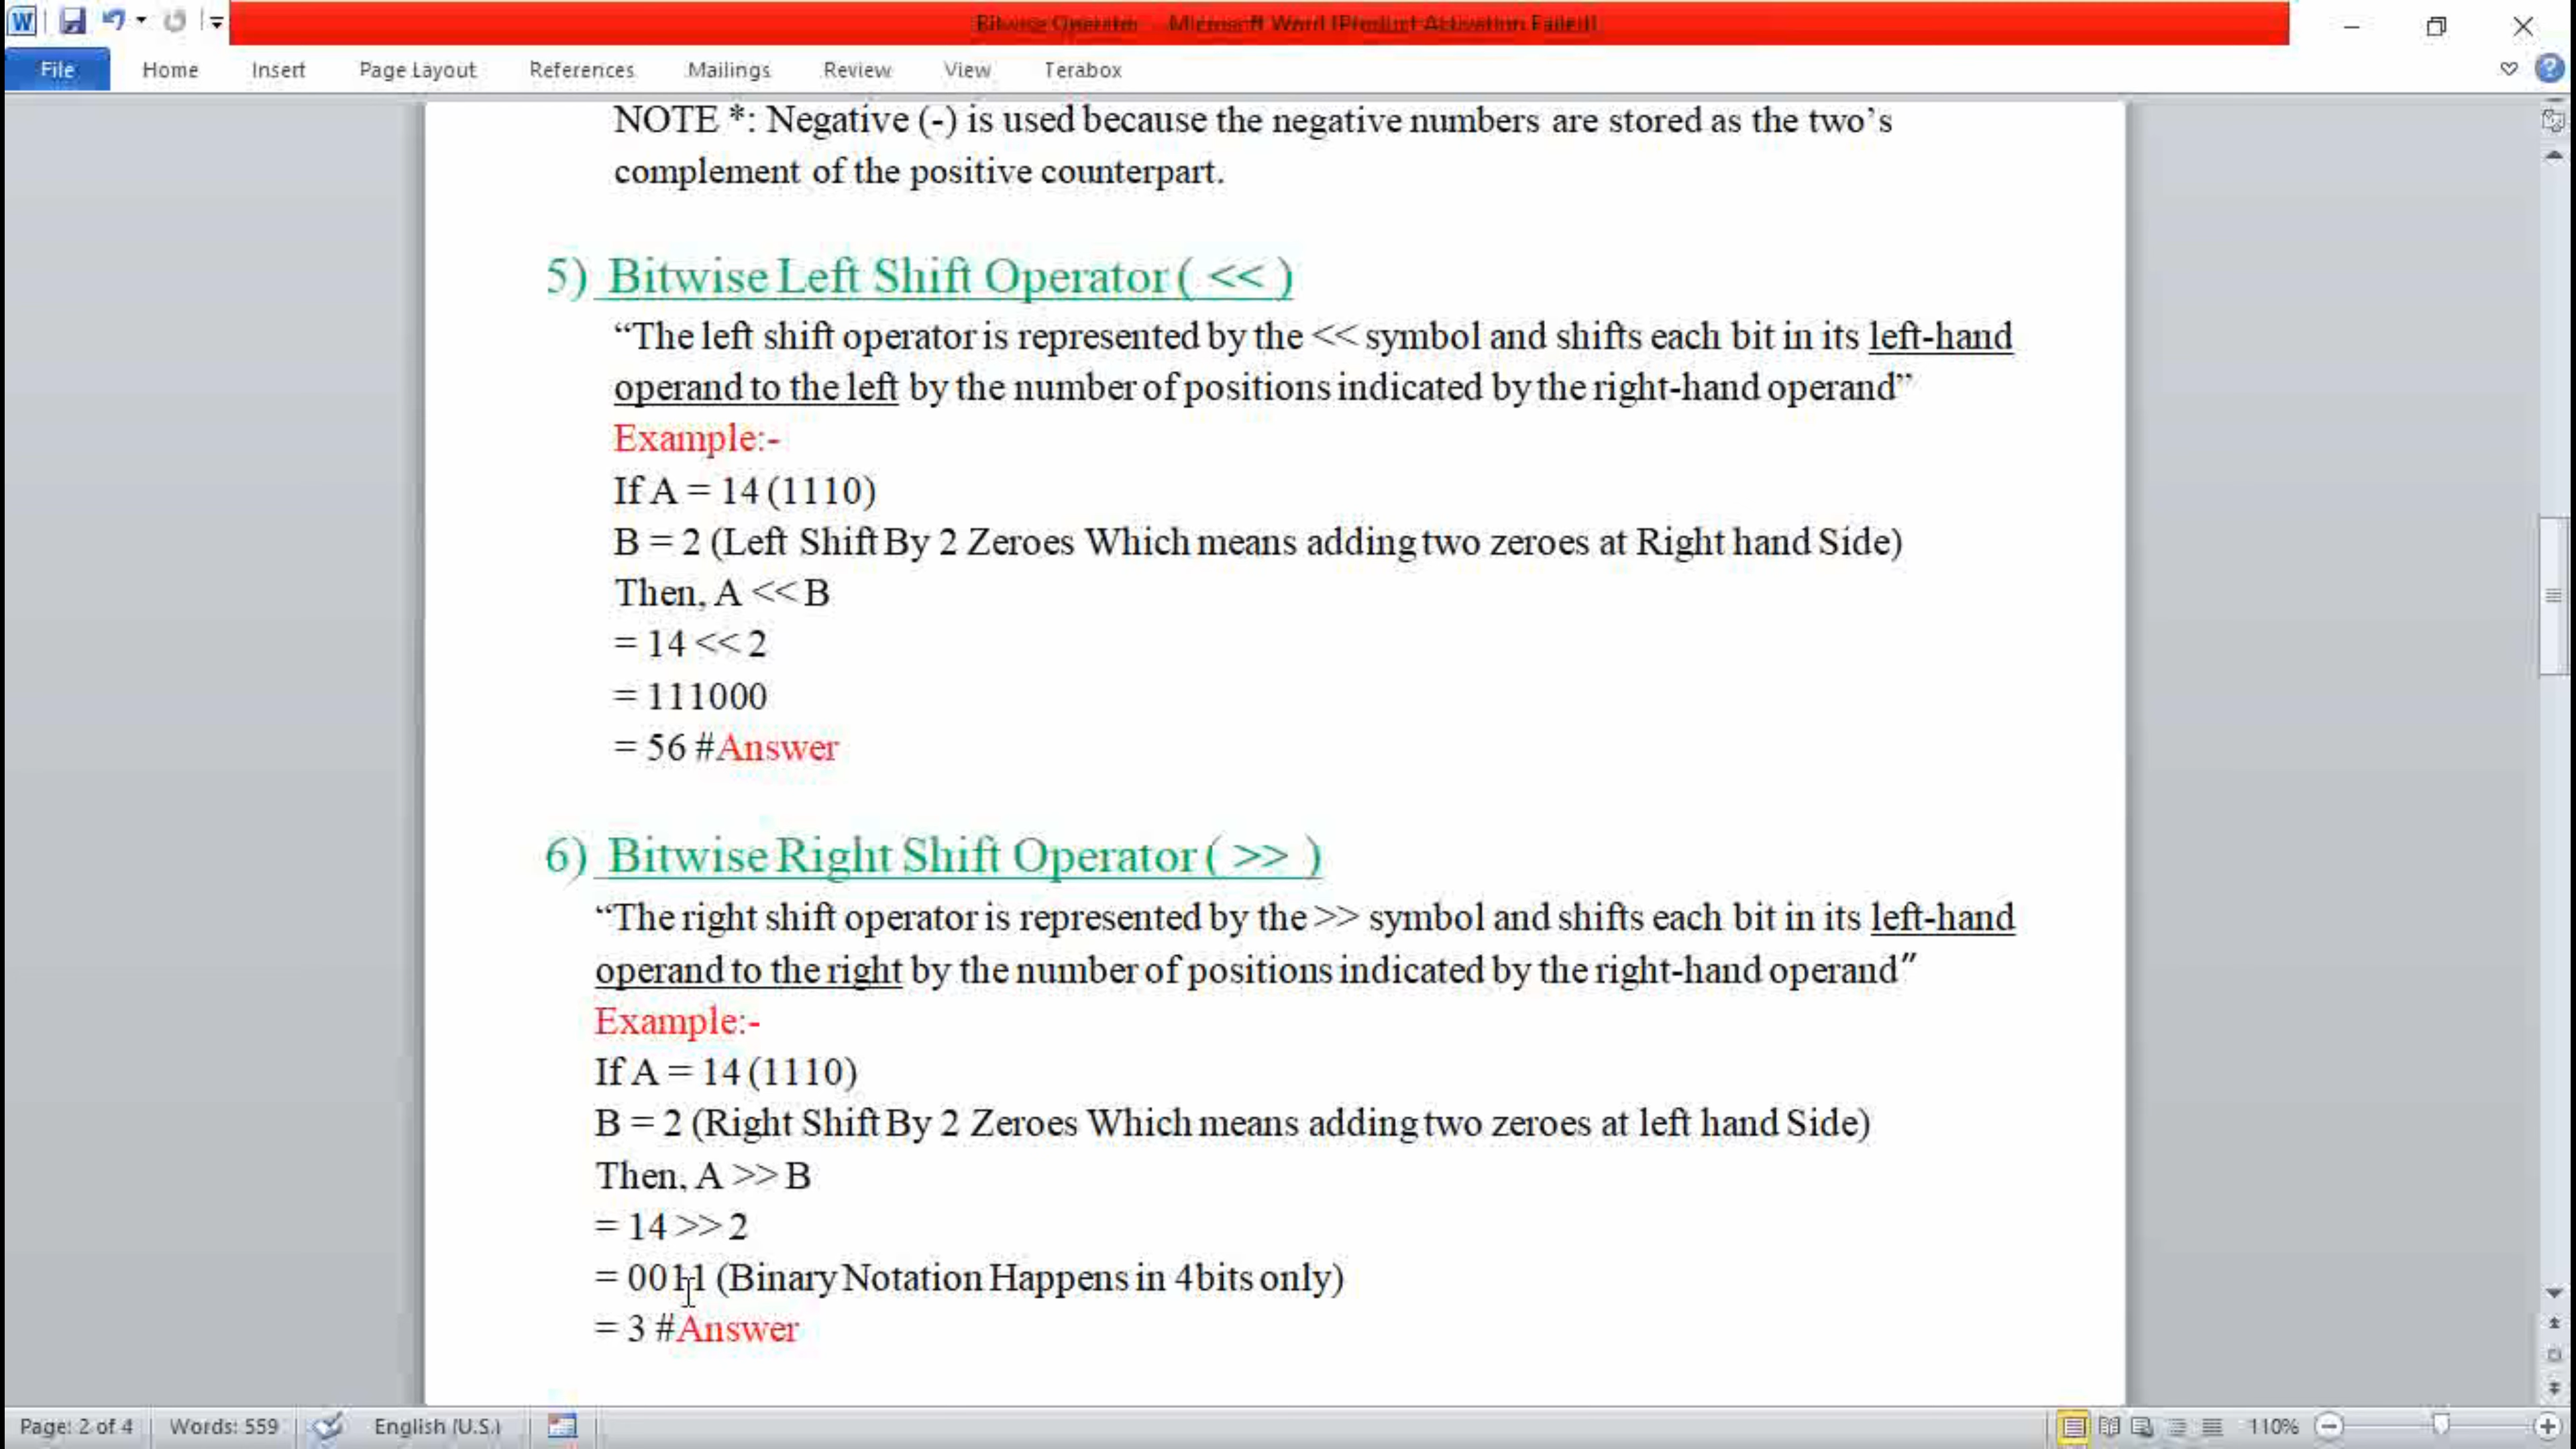 Bitwise Operator - Microsoft Word (Product Activation Failed)
File Home Insert Page Layout References Mailings Review View Terabox
NOTE *: Negative (-) is used because the negative numbers are stored as the two’s
complement of the positive counterpart.
5) Bitwise Left Shift Operator ( << )
“The left shift operator is represented by the << symbol and shifts each bit in its left-hand
operand to the left by the number of positions indicated by the right-hand operand”
Example:-
If A = 14 (1110)
B = 2 (Left Shift By 2 Zeroes Which means adding two zeroes at Right hand Side)
Then, A << B
= 14 << 2
= 111000
= 56 #Answer
6) Bitwise Right Shift Operator ( >> )
“The right shift operator is represented by the >> symbol and shifts each bit in its left-hand
operand to the right by the number of positions indicated by the right-hand operand”
Example:-
If A = 14 (1110)
B = 2 (Right Shift By 2 Zeroes Which means adding two zeroes at left hand Side)
Then, A >> B
= 14 >> 2
= 0011 (Binary Notation Happens in 4bits only)
= 3 #Answer
Page: 2 of 4 Words: 559 English (U.S.) 110%